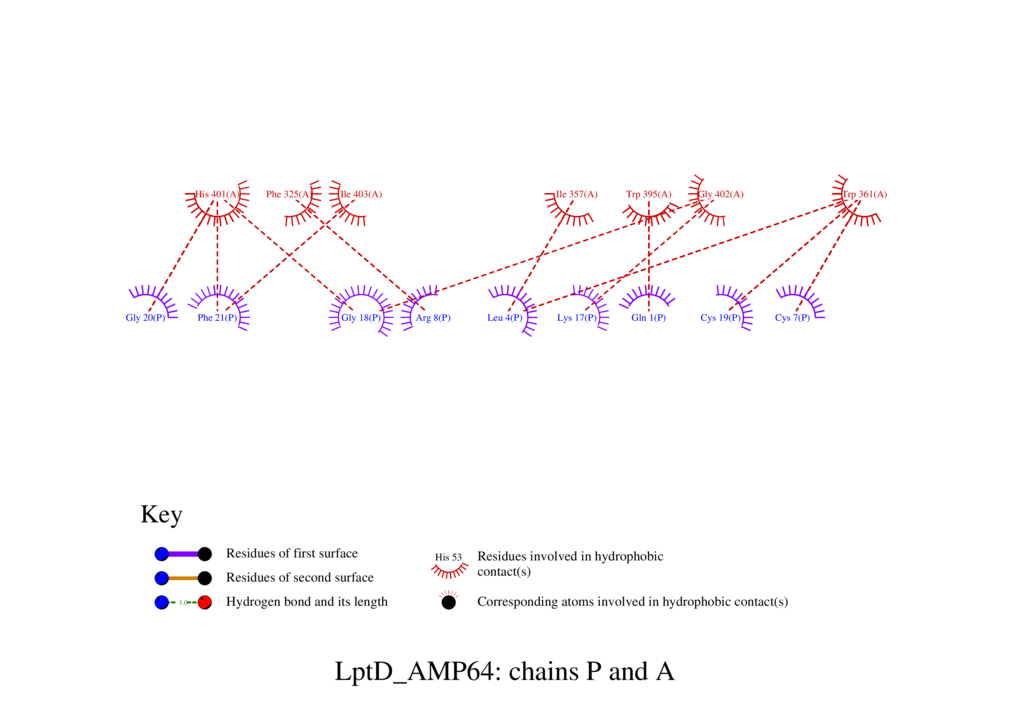 His 401(A) Phe 325(A) Ile 403(A) Ile 357(A) Trp 395(A) Gly 402(A) Trp 361(A)
Gly 20(P) Phe 21(P) Gly 18(P) Arg 8(P) Leu 4(P) Lys 17(P) Gln 1(P) Cys 19(P) Cys 7(P)
Key
Residues of first surface
Residues of second surface
3.0
Hydrogen bond and its length
His 53
Residues involved in hydrophobic
contact(s)
Corresponding atoms involved in hydrophobic contact(s)
LptD_AMP64: chains P and A